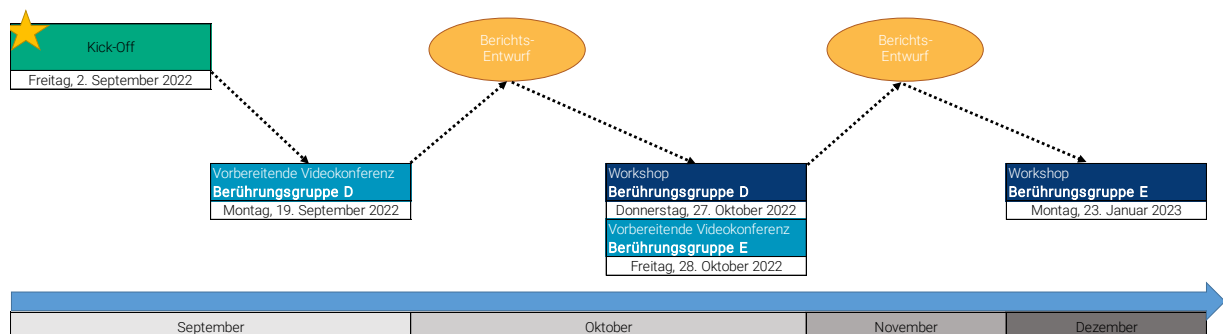 Kick-Off
Freitag, 2. September 2022
Berichts-
Entwurf
Berichts-
Entwurf
Vorbereitende Videokonferenz
Berührungsgruppe D
Montag, 19. September 2022
Workshop
Berührungsgruppe D
Donnerstag, 27. Oktober 2022
Vorbereitende Videokonferenz
Berührungsgruppe E
Freitag, 28. Oktober 2022
Workshop
Berührungsgruppe E
Montag, 23. Januar 2023
September
Oktober
November
Dezember